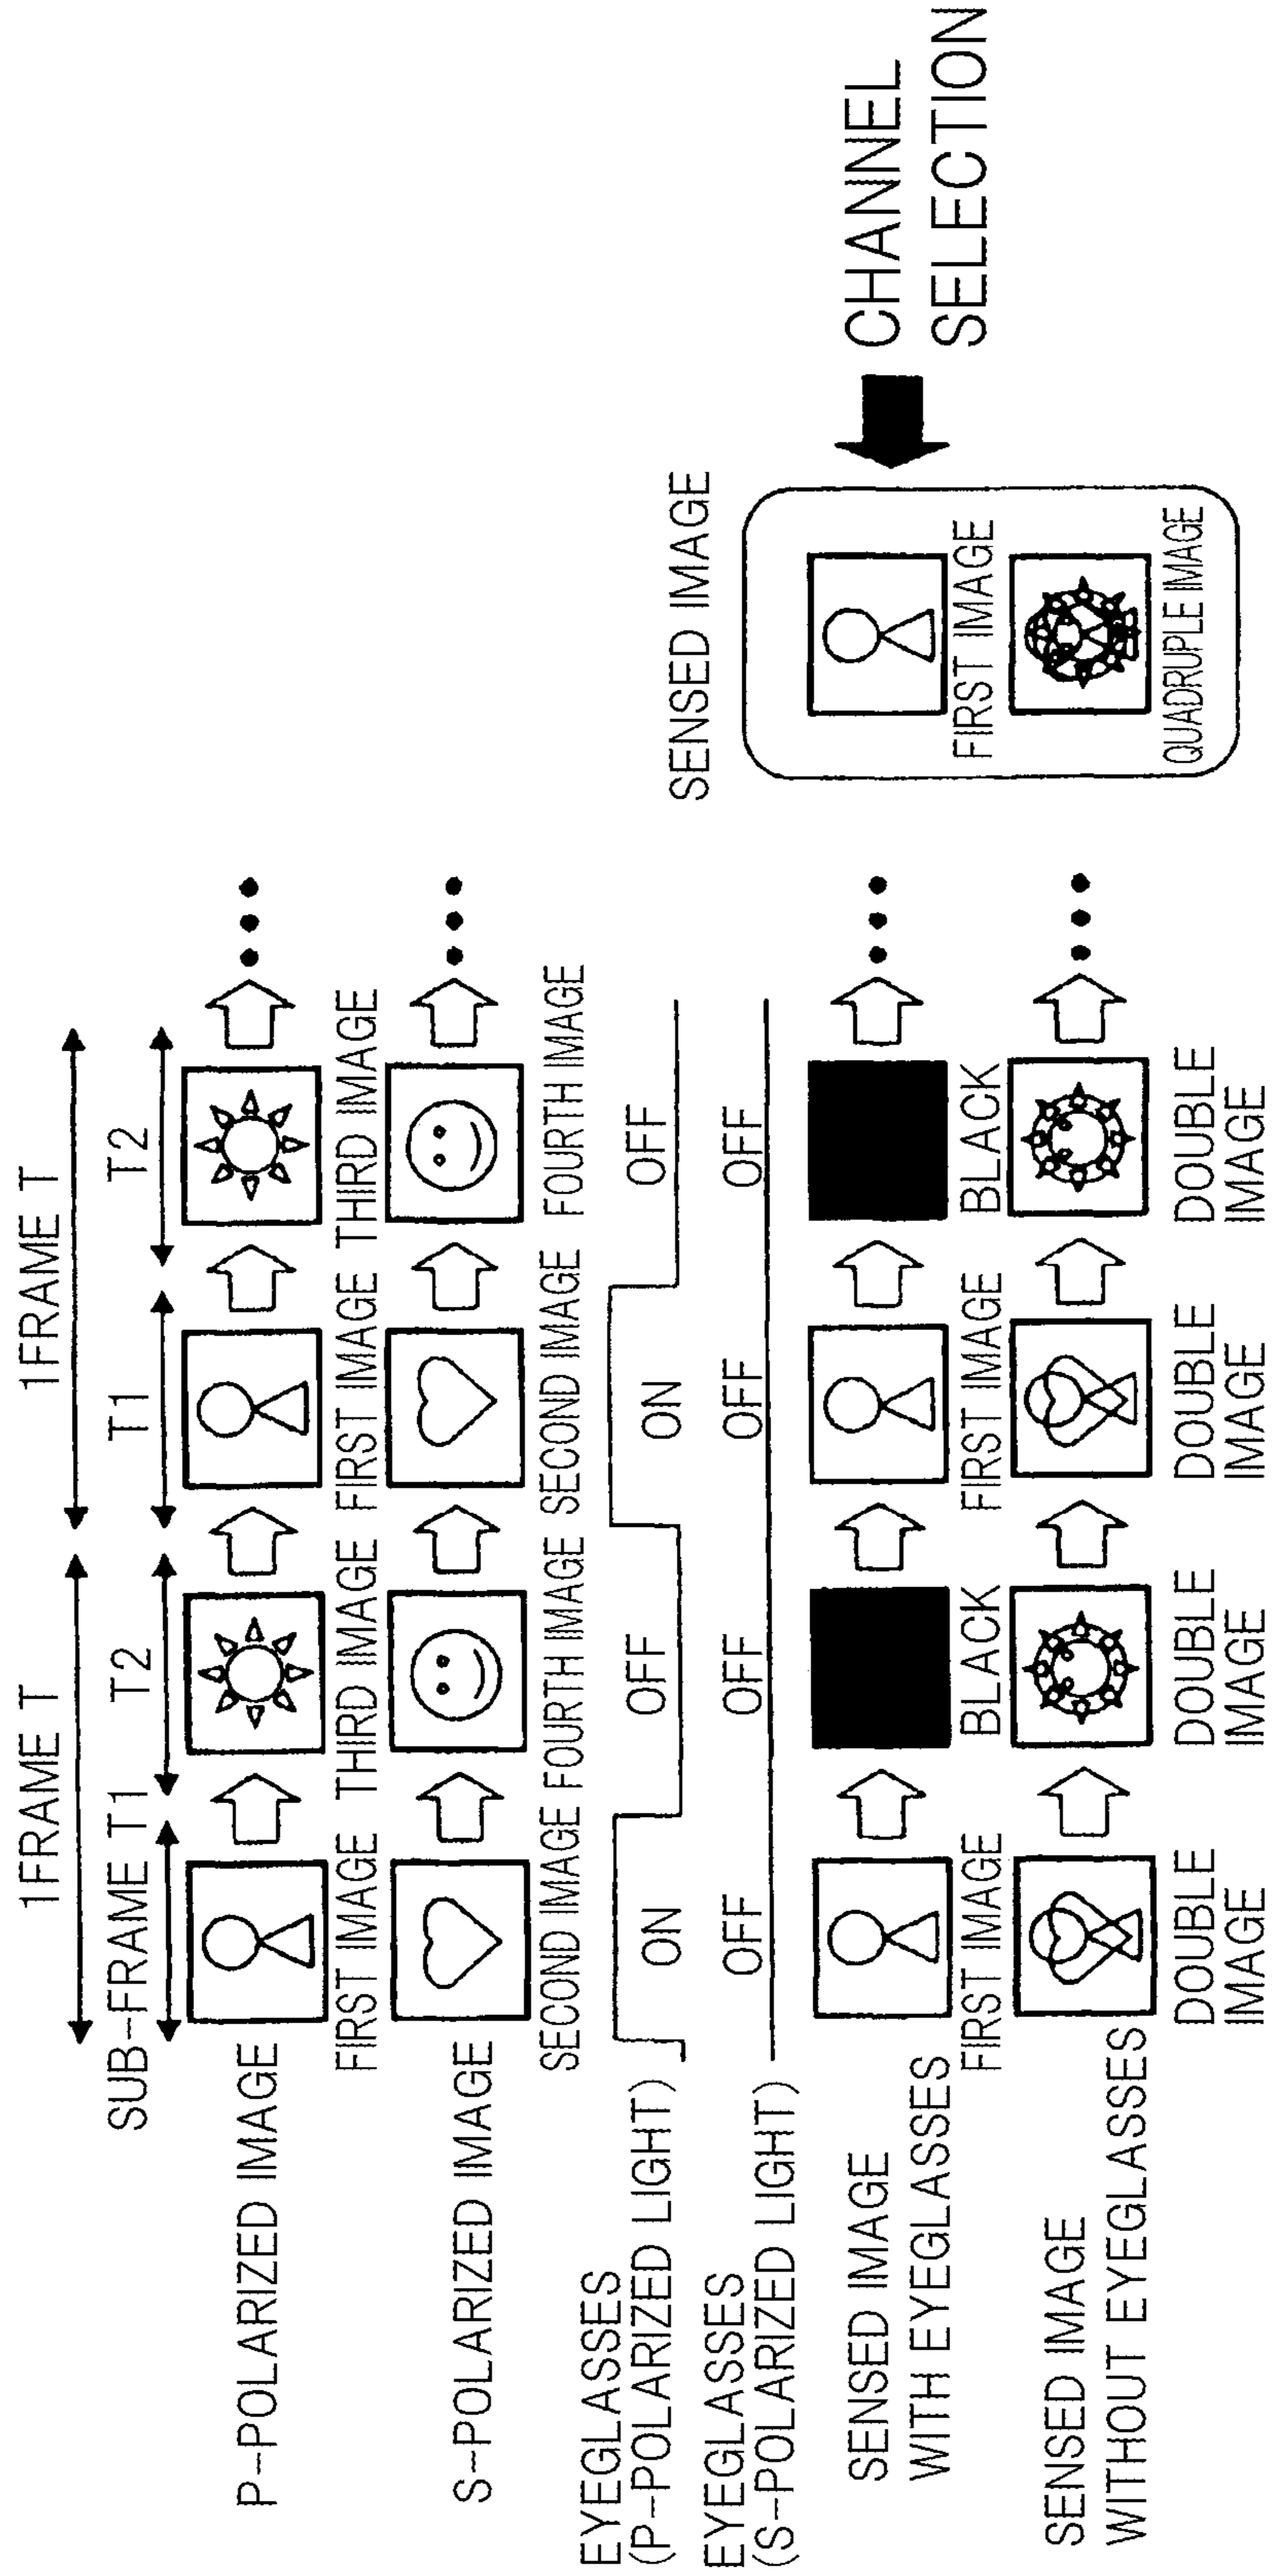 1FRAME T
1FRAME T
SUB-FRAME T1
T2
T1
T2
P-POLARIZED IMAGE
FIRST IMAGE
THIRD IMAGE
FIRST IMAGE
THIRD IMAGE
S-POLARIZED IMAGE
SECOND IMAGE
FOURTH IMAGE
SECOND IMAGE
FOURTH IMAGE
EYEGLASSES
(P-POLARIZED LIGHT)
ON
OFF
ON
OFF
EYEGLASSES
(S-POLARIZED LIGHT)
OFF
OFF
OFF
OFF
SENSED IMAGE
WITH EYEGLASSES
FIRST IMAGE
BLACK
FIRST IMAGE
BLACK
SENSED IMAGE
WITHOUT EYEGLASSES
DOUBLE
IMAGE
DOUBLE
IMAGE
DOUBLE
IMAGE
DOUBLE
IMAGE
SENSED IMAGE
FIRST IMAGE
QUADRUPLE IMAGE
CHANNEL
SELECTION